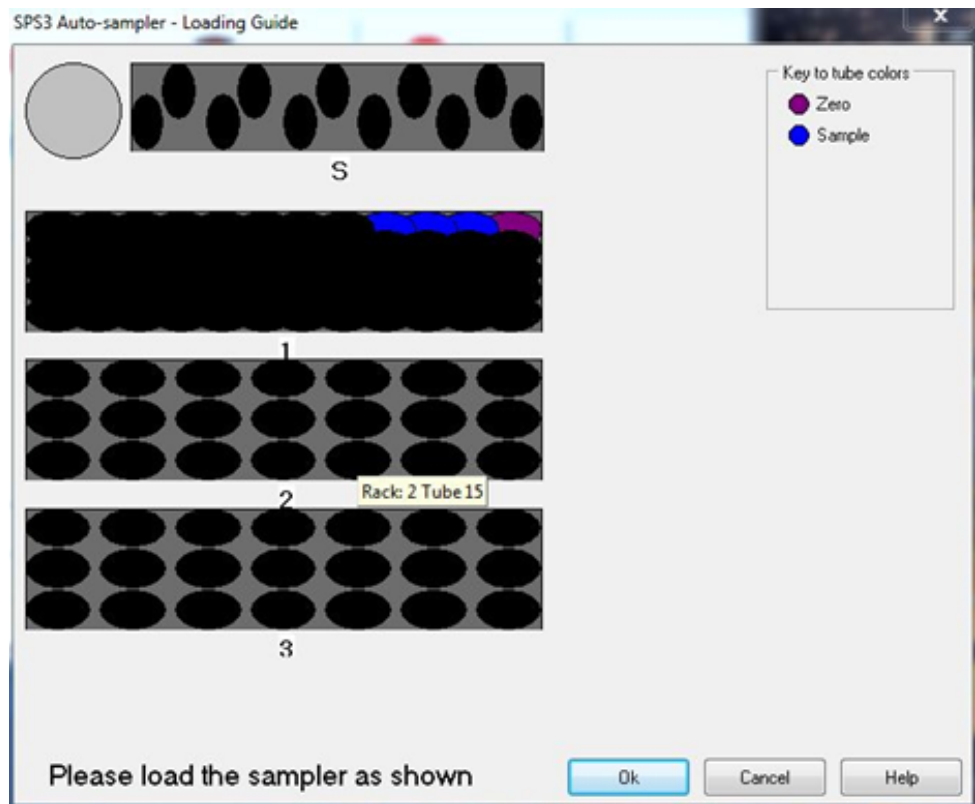 SPS3 Auto-sampler - Loading Guide
Key to tube colors
Zero
Sample
S
1
2
Rack: 2 Tube 15
3
Please load the sampler as shown
Ok
Cancel
Help